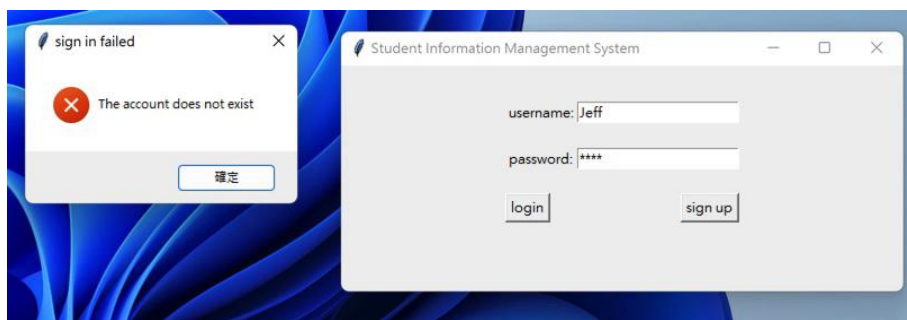 sign in failed
The account does not exist
確定
Student Information Management System
username: Jeff
password: ****
login
sign up